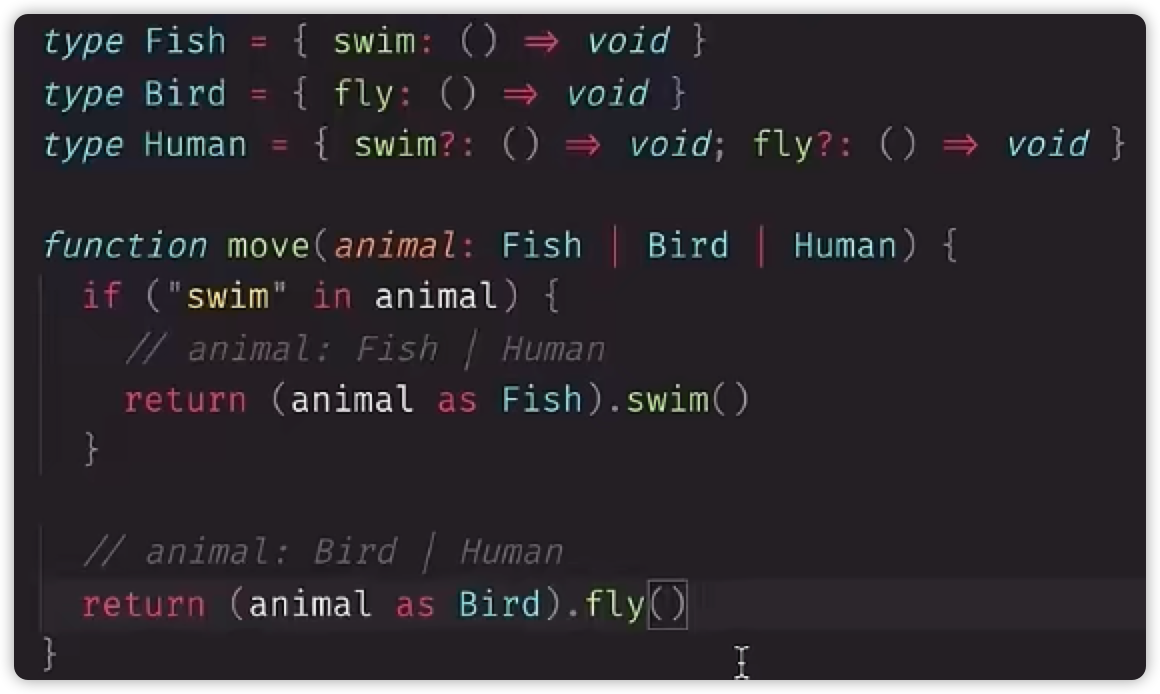 type Fish = { swim: () => void }
type Bird = { fly: () => void }
type Human = { swim?: () => void; fly?: () => void }
function move(animal: Fish | Bird | Human) {
if ("swim" in animal) {
// animal: Fish | Human
return (animal as Fish).swim()
}
// animal: Bird | Human
return (animal as Bird).fly()
}